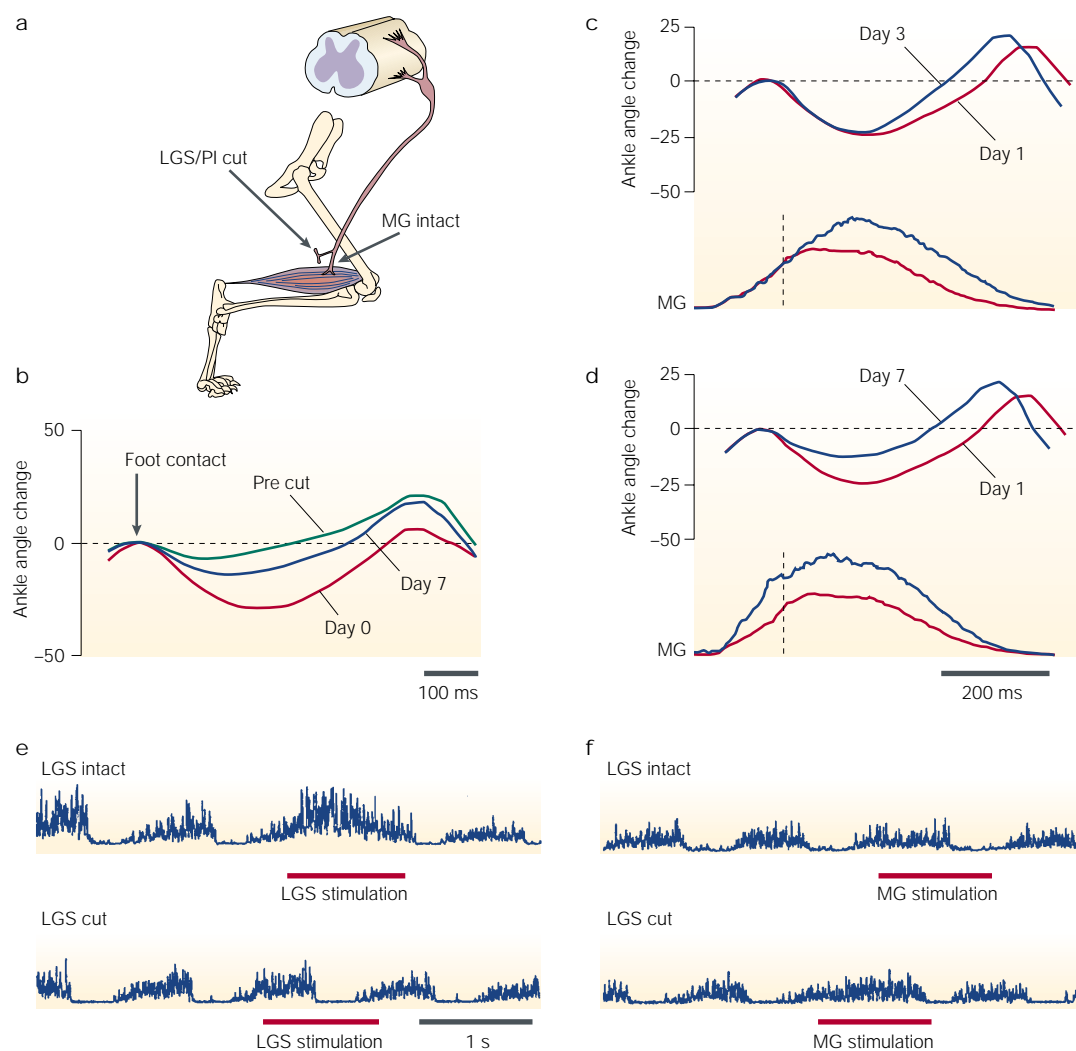 a
LGS/Pl cut
MG intact
b
Ankle angle change
50
0
–50
Foot contact
Pre cut
Day 7
Day 0
100 ms
c
Ankle angle change
25
0
–25
–50
Day 3
Day 1
MG
d
Ankle angle change
25
0
–25
–50
Day 7
Day 1
MG
200 ms
e
LGS intact
LGS stimulation
LGS cut
LGS stimulation
1 s
f
LGS intact
MG stimulation
LGS cut
MG stimulation